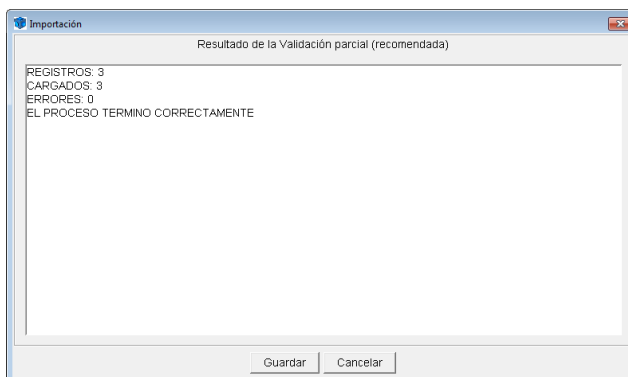 Importación
Resultado de la Validación parcial (recomendada)
REGISTROS: 3
CARGADOS: 3
ERRORES: 0
EL PROCESO TERMINO CORRECTAMENTE
Guardar
Cancelar